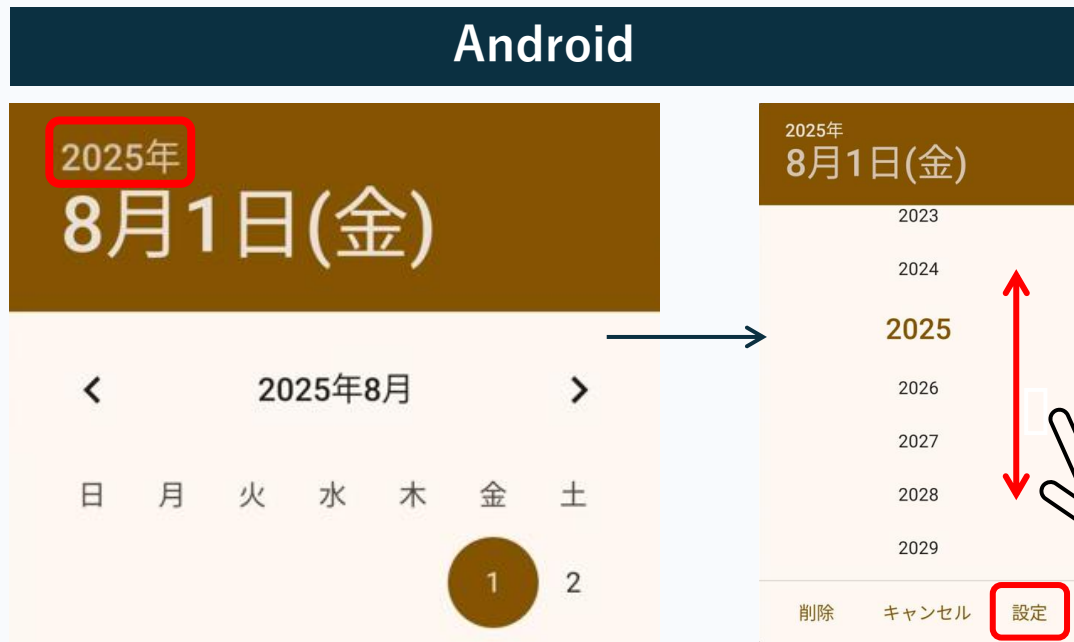 Android
2025年
8月1日(金)
2025年8月
日 月 火 水 木 金 土
1 2
2025年
8月1日(金)
2023
2024
2025
2026
2027
2028
2029
削除 キャンセル 設定